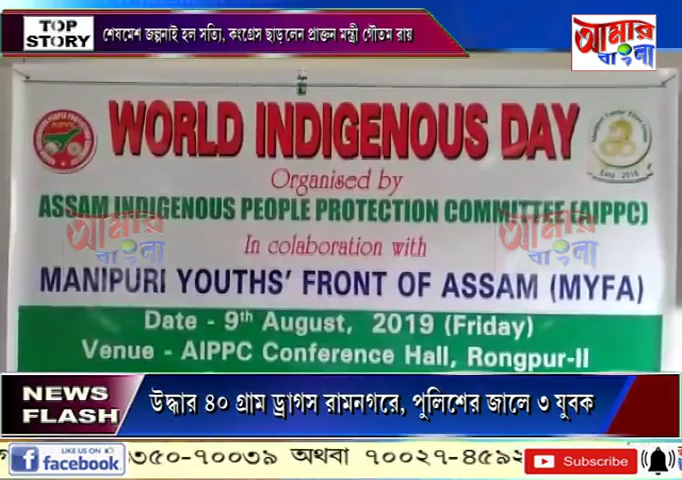 TOP
STORY
শেষমেশ জল্পনাই হল সত্যি, কংগ্রেস ছাড়লেন প্রাক্তন মন্ত্রী গৌতম রায়
আমার
বাংলা
WORLD INDIGENOUS DAY
Organised by
ASSAM INDIGENOUS PEOPLE PROTECTION COMMITTEE (AIPPC)
আমার
বাংলা
আমার
বাংলা
In colaboration with
MANIPURI YOUTHS' FRONT OF ASSAM (MYFA)
Date - 9th August, 2019 (Friday)
Venue - AIPPC Conference Hall, Rongpur-II
NEWS
FLASH
উদ্ধার ৪০ গ্রাম ড্রাগস রামনগরে, পুলিশের জালে ৩ যুবক
LIKE US ON
facebook
৩৫০-৭০০৩৯ অথবা ৭০০২৭-৪৫৯২
Subscribe